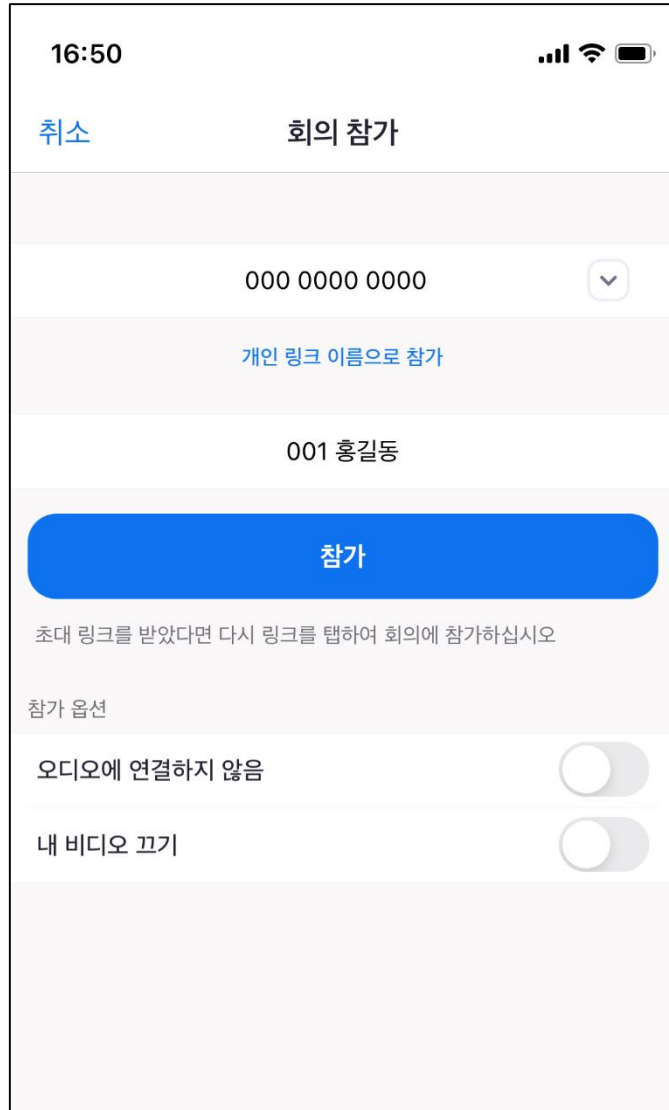 16:50
취소
회의 참가
000 0000 0000
개인 링크 이름으로 참가
001 홍길동
참가
초대 링크를 받았다면 다시 링크를 탭하여 회의에 참가하십시오
참가 옵션
오디오에 연결하지 않음
내 비디오 끄기